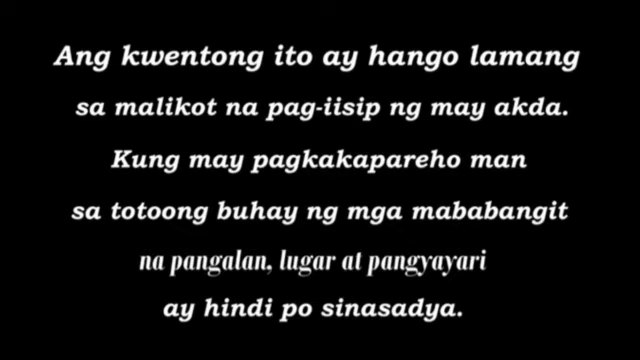 Ang kwentong ito ay hango lamang
sa malikot na pag-iisip ng may akda.
Kung may pagkakapareho man
sa totoong buhay ng mga mababangit
na pangalan, lugar at pangyayari
ay hindi po sinasadya.